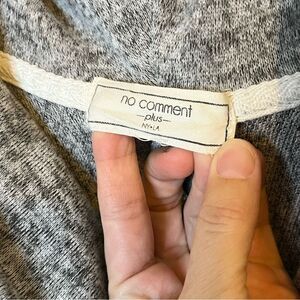 no comment
-plus-
NY•LA